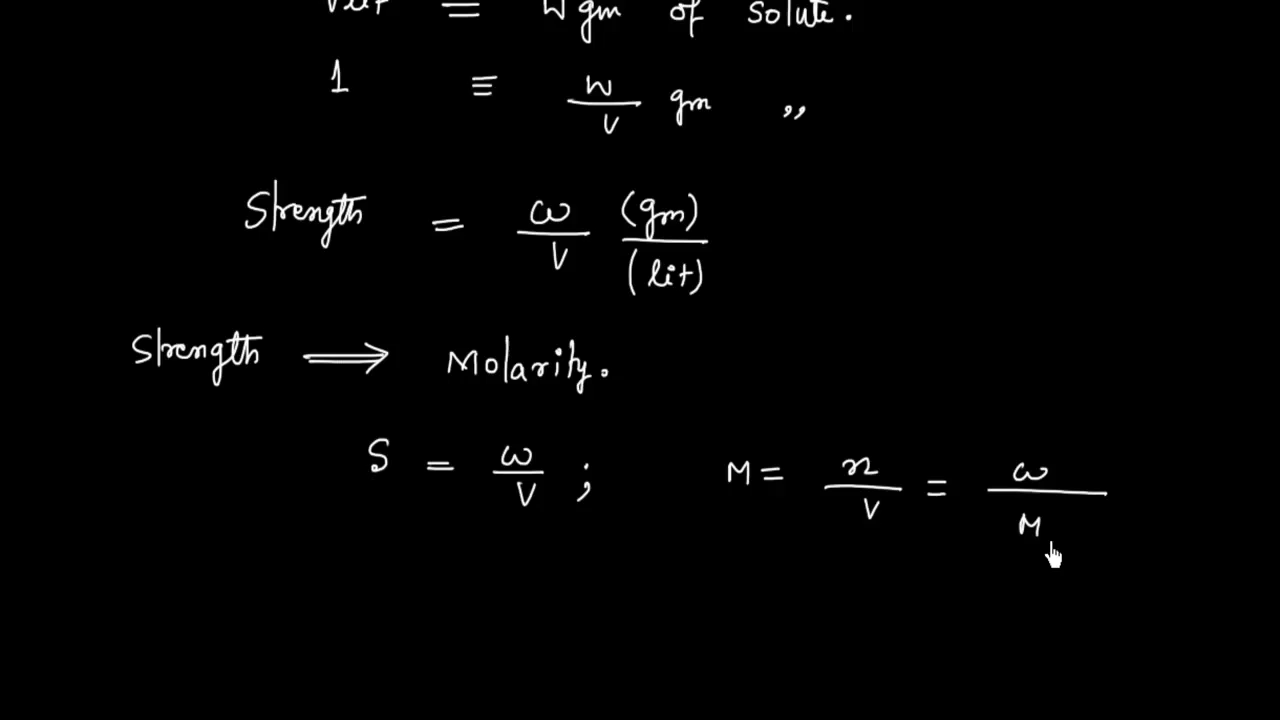 ≡ W gm of solute.
1 ≡ W/V gm ,,
Strength = ω/V (gm)/(lit)
Strength ⟹ Molarity.
S = ω/V ; M = n/V = ω/M